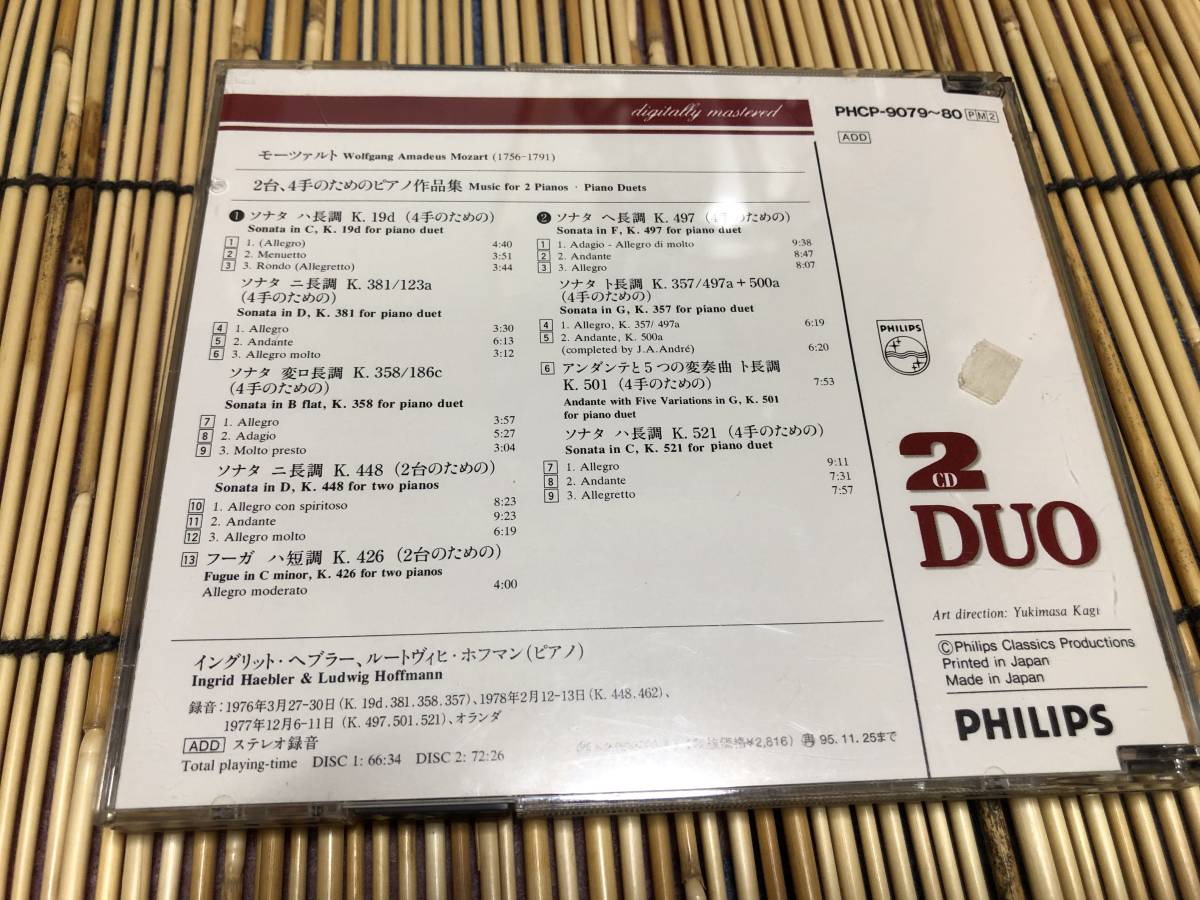 digitally mastered
モーツァルト Wolfgang Amadeus Mozart (1756-1791)
2台、4手のためのピアノ作品集 Music for 2 Pianos · Piano Duets
❶ ソナタ ハ長調 K. 19d (4手のための)
Sonata in C, K. 19d for piano duet
1 1. (Allegro) 4:40
2 2. Menuetto 3:51
3 3. Rondo (Allegretto) 3:44
ソナタ ニ長調 K. 381/123a
(4手のための)
Sonata in D, K. 381 for piano duet
4 1. Allegro 3:30
5 2. Andante 6:13
6 3. Allegro molto 3:12
ソナタ 変ロ長調 K. 358/186c
(4手のための)
Sonata in B flat, K. 358 for piano duet
7 1. Allegro 3:57
8 2. Adagio 5:27
9 3. Molto presto 3:04
ソナタ ニ長調 K. 448 (2台のための)
Sonata in D, K. 448 for two pianos
10 1. Allegro con spiritoso 8:23
11 2. Andante 9:23
12 3. Allegro molto 6:19
13 フーガ ハ短調 K. 426 (2台のための)
Fugue in C minor, K. 426 for two pianos
Allegro moderato 4:00
❷ ソナタ ヘ長調 K. 497 (4手のための)
Sonata in F, K. 497 for piano duet
1 1. Adagio - Allegro di molto 9:38
2 2. Andante 8:47
3 3. Allegro 8:07
ソナタ ト長調 K. 357/497a+500a
(4手のための)
Sonata in G, K. 357 for piano duet
4 1. Allegro, K. 357/ 497a 6:19
5 2. Andante, K. 500a
(completed by J.A.André) 6:20
6 アンダンテと5つの変奏曲 ト長調
K. 501 (4手のための) 7:53
Andante with Five Variations in G, K. 501
for piano duet
ソナタ ハ長調 K. 521 (4手のための)
Sonata in C, K. 521 for piano duet
7 1. Allegro 9:11
8 2. Andante 7:31
9 3. Allegretto 7:57
イングリット・ヘブラー、ルートヴィヒ・ホフマン(ピアノ)
Ingrid Haebler & Ludwig Hoffmann
録音:1976年3月27-30日(K. 19d.381.358.357)、1978年2月12-13日(K. 448.462)、
1977年12月6-11日 (K. 497.501.521)、オランダ
ADD ステレオ録音
Total playing-time DISC 1: 66:34 DISC 2: 72:26
価格¥2,816) 再 95.11.25まで
PHCP-9079~80 PM2
ADD
PHILIPS
2
CD
DUO
Art direction: Yukimasa Kagi
©Philips Classics Productions
Printed in Japan
Made in Japan
PHILIPS